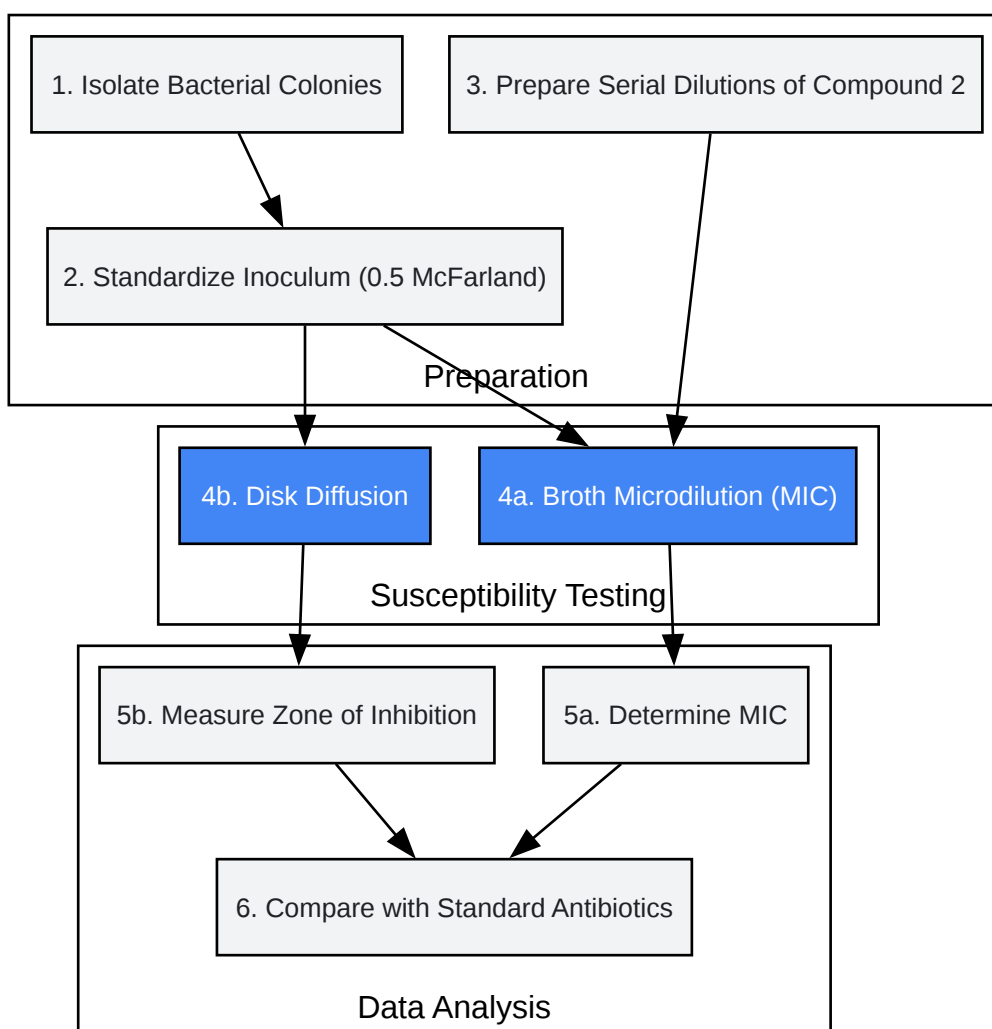 1. Isolate Bacterial Colonies
3. Prepare Serial Dilutions of Compound 2
2. Standardize Inoculum (0.5 McFarland)
Preparation
4b. Disk Diffusion
4a. Broth Microdilution (MIC)
Susceptibility Testing
5b. Measure Zone of Inhibition
5a. Determine MIC
6. Compare with Standard Antibiotics
Data Analysis